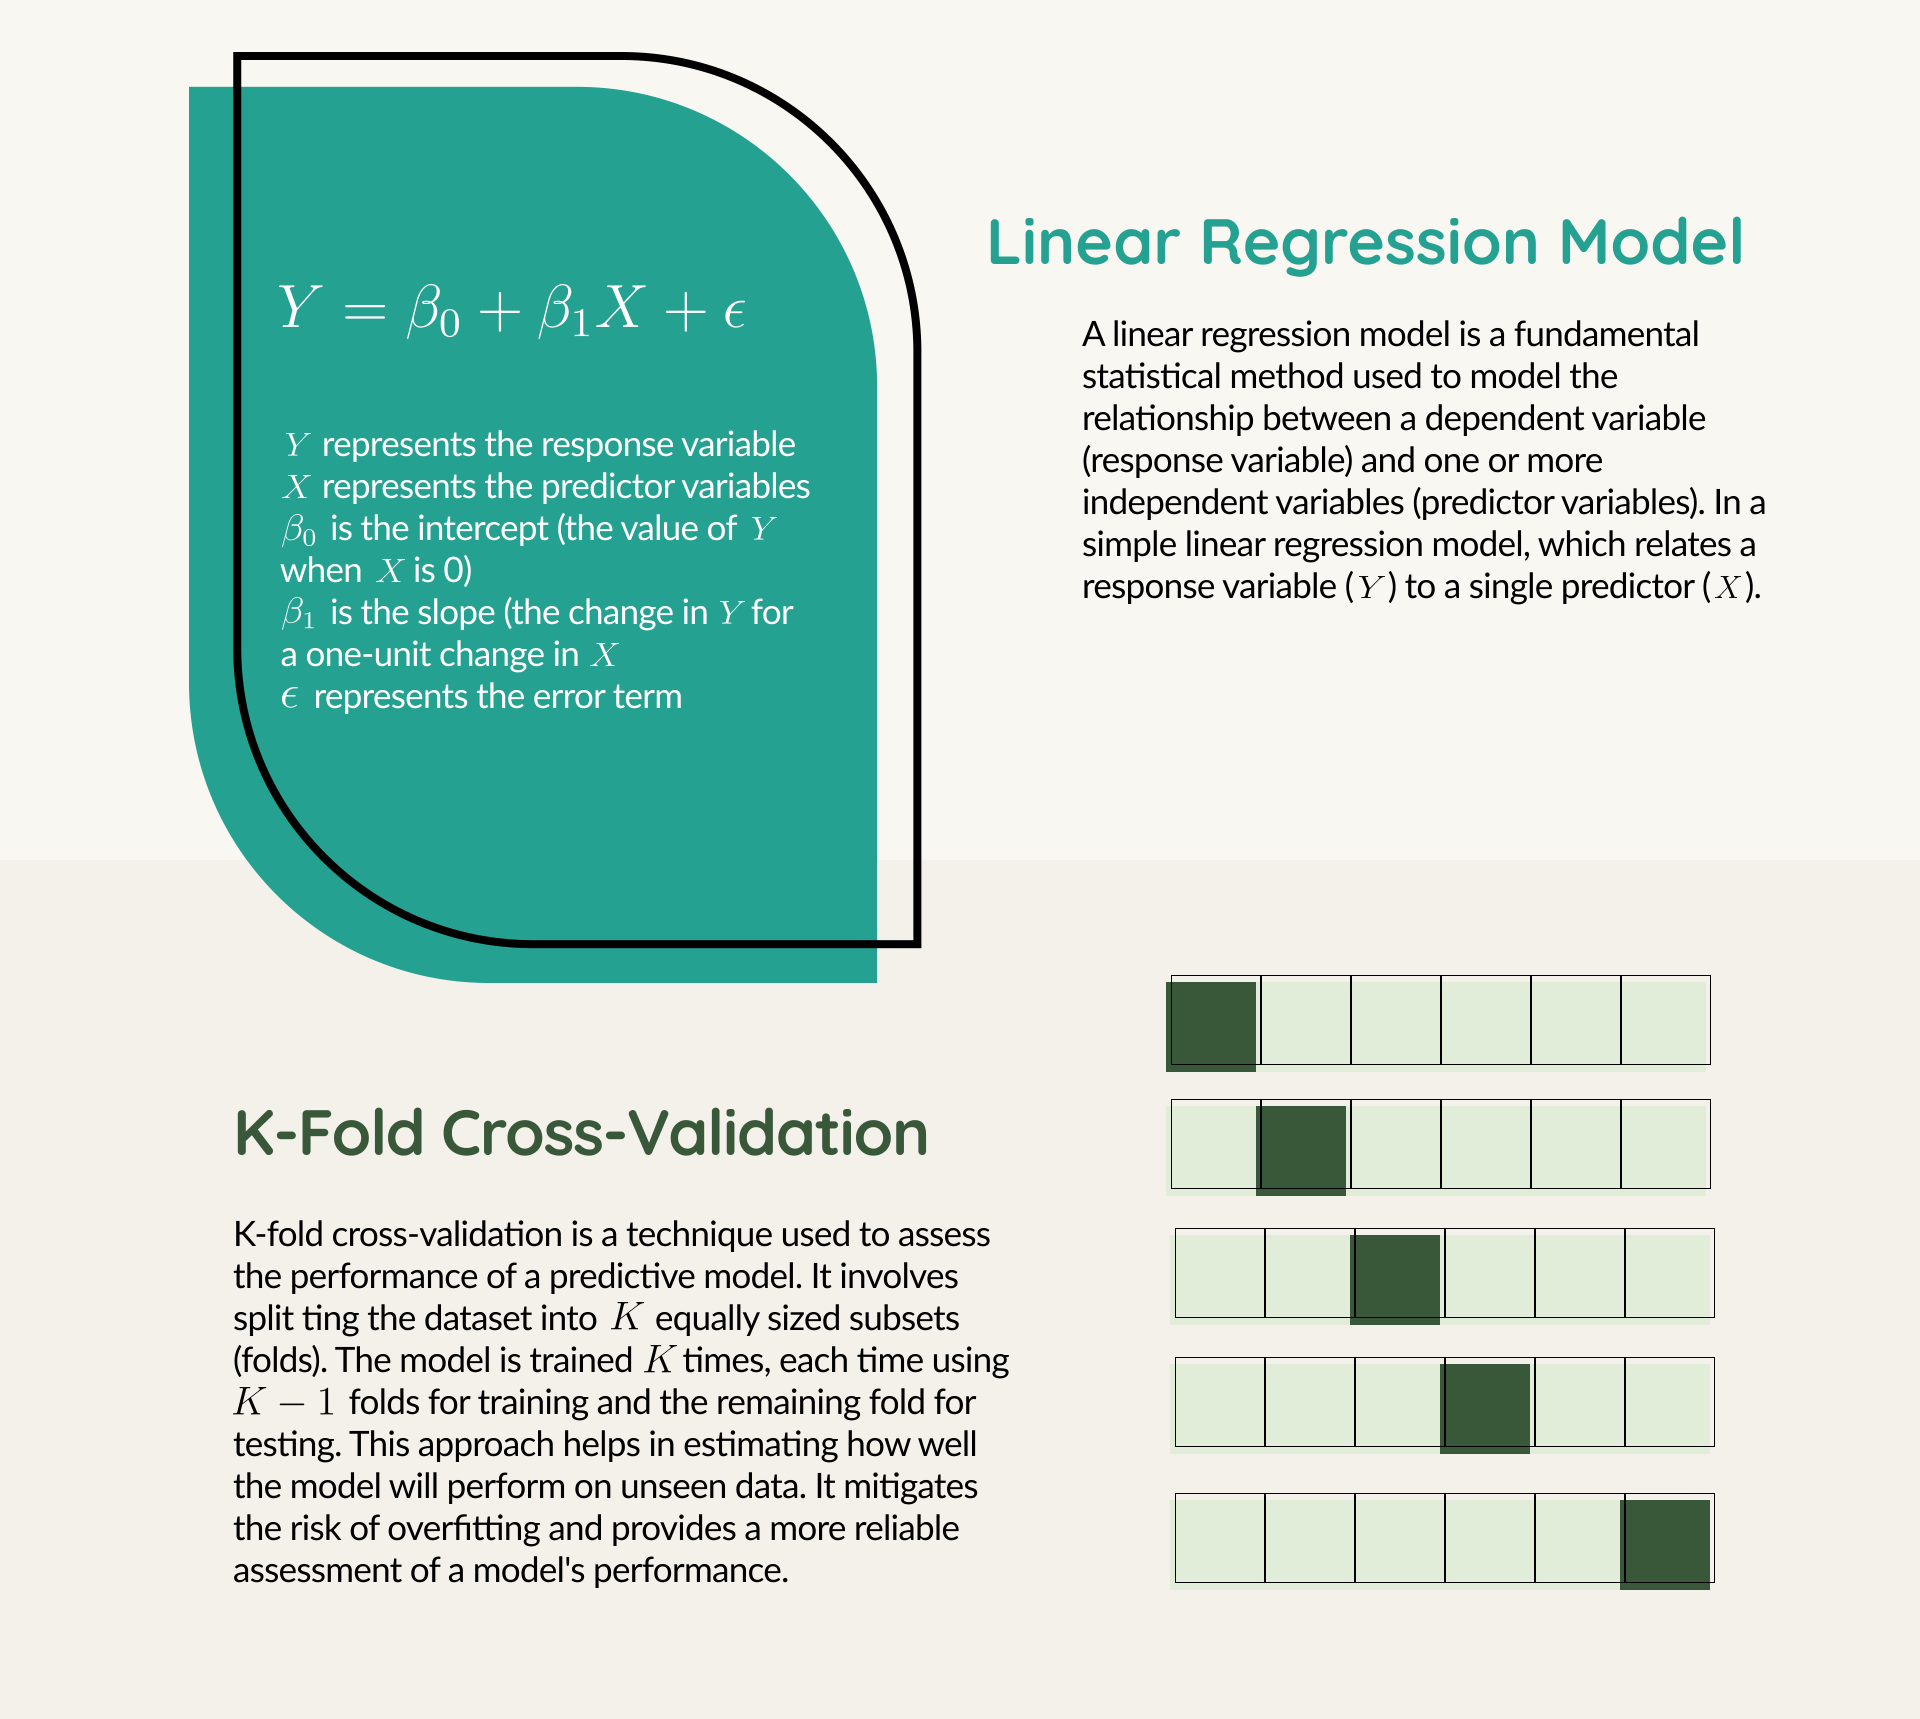 Y = β₀ + β₁X + ϵ
Y represents the response variable
X represents the predictor variables
β₀ is the intercept (the value of Y
when X is 0)
β₁ is the slope (the change in Y for
a one-unit change in X
ϵ represents the error term
Linear Regression Model
A linear regression model is a fundamental
statistical method used to model the
relationship between a dependent variable
(response variable) and one or more
independent variables (predictor variables). In a
simple linear regression model, which relates a
response variable (Y) to a single predictor (X).
K-Fold Cross-Validation
K-fold cross-validation is a technique used to assess
the performance of a predictive model. It involves
split ting the dataset into K equally sized subsets
(folds). The model is trained K times, each time using
K − 1 folds for training and the remaining fold for
testing. This approach helps in estimating how well
the model will perform on unseen data. It mitigates
the risk of overfitting and provides a more reliable
assessment of a model's performance.